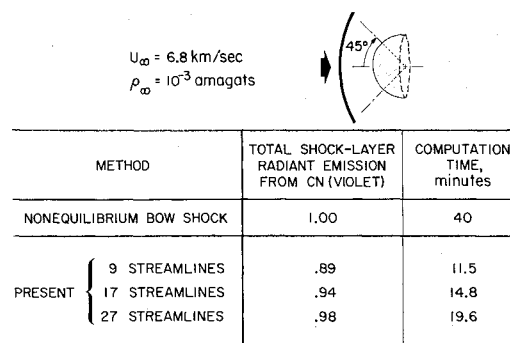 U∞ = 6.8 km/sec
ρ∞ = 10⁻³ amagats
45°
METHOD
TOTAL SHOCK-LAYER
RADIANT EMISSION
FROM CN (VIOLET)
COMPUTATION
TIME,
minutes
NONEQUILIBRIUM BOW SHOCK 1.00 40
9 STREAMLINES .89 11.5
PRESENT 17 STREAMLINES .94 14.8
27 STREAMLINES .98 19.6